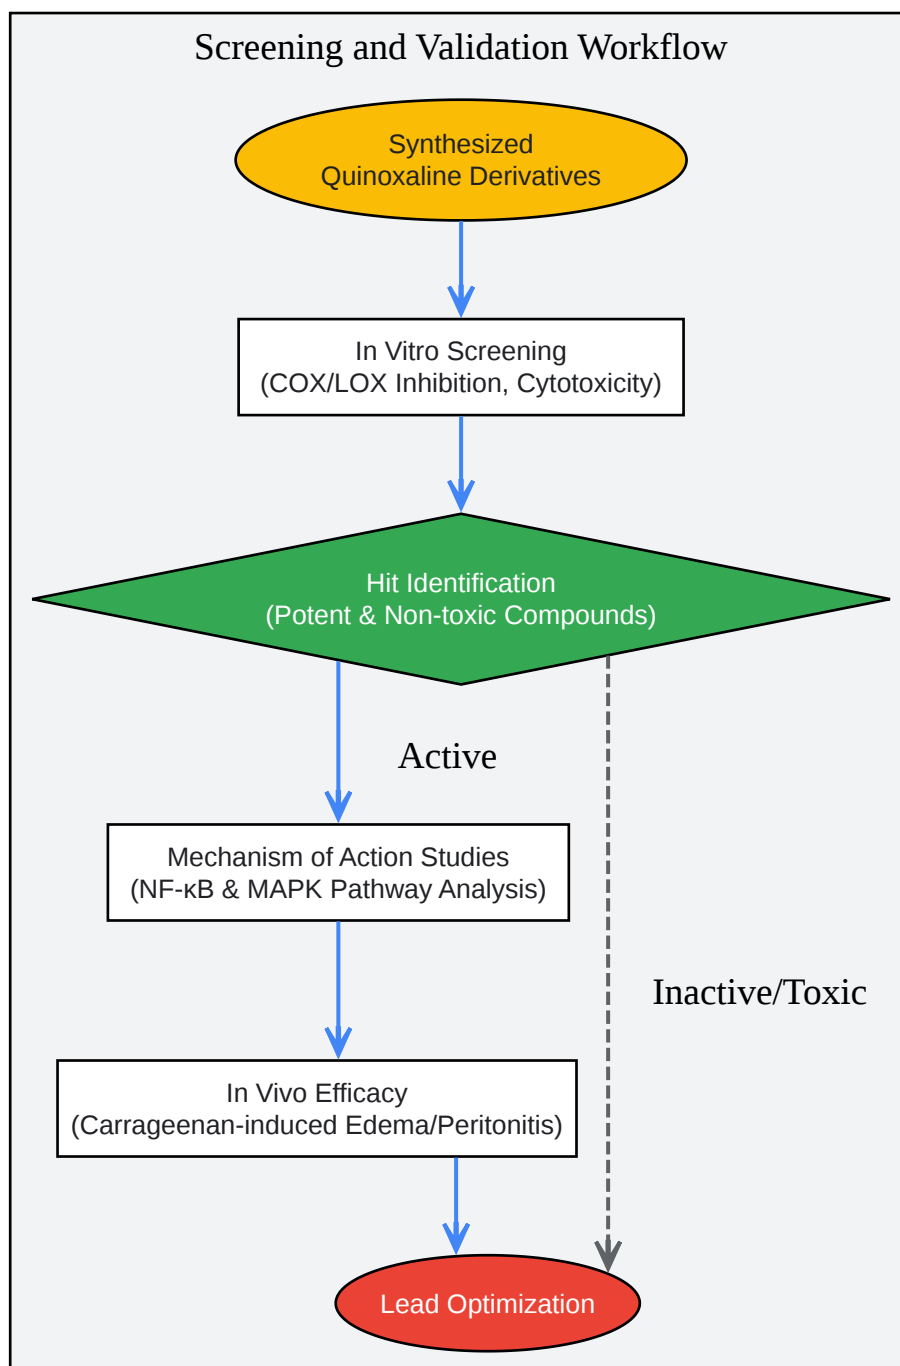 Screening and Validation Workflow
Synthesized
Quinoxaline Derivatives
In Vitro Screening
(COX/LOX Inhibition, Cytotoxicity)
Hit Identification
(Potent & Non-toxic Compounds)
Active
Mechanism of Action Studies
(NF-κB & MAPK Pathway Analysis)
Inactive/Toxic
In Vivo Efficacy
(Carrageenan-induced Edema/Peritonitis)
Lead Optimization